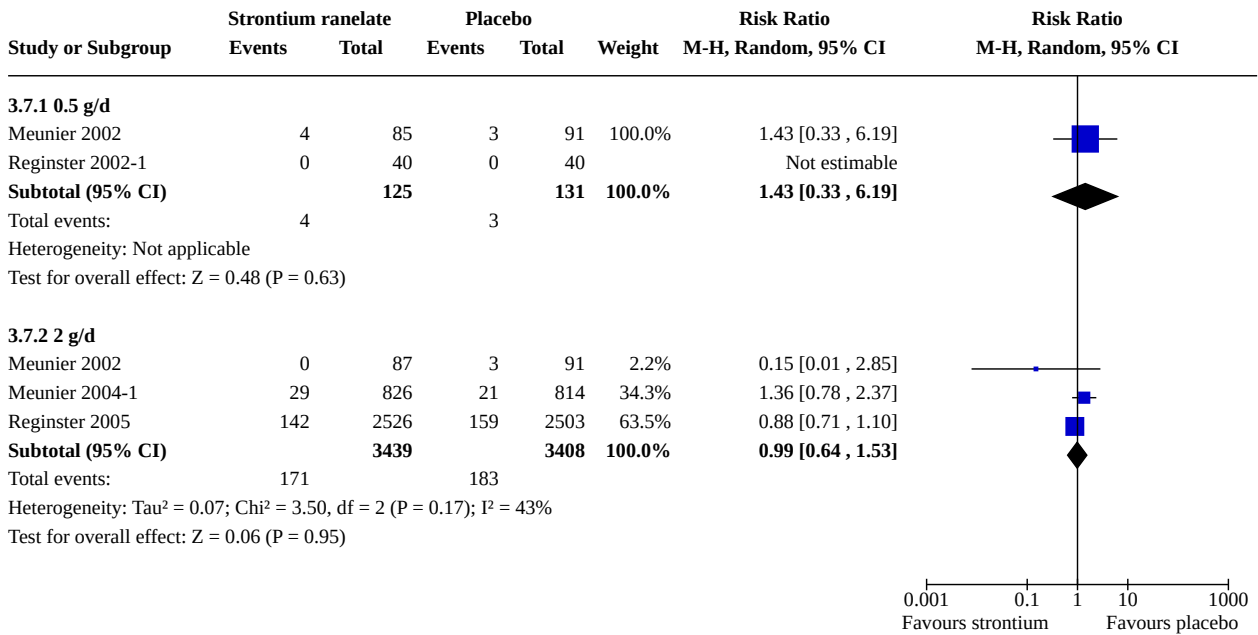 Strontium ranelate Placebo Risk Ratio Risk Ratio
Study or Subgroup Events Total Events Total Weight M-H, Random, 95% CI M-H, Random, 95% CI
3.7.1 0.5 g/d
Meunier 2002 4 85 3 91 100.0% 1.43 [0.33 , 6.19]
Reginster 2002-1 0 40 0 40 Not estimable
Subtotal (95% CI) 125 131 100.0% 1.43 [0.33 , 6.19]
Total events: 4 3
Heterogeneity: Not applicable
Test for overall effect: Z = 0.48 (P = 0.63)
3.7.2 2 g/d
Meunier 2002 0 87 3 91 2.2% 0.15 [0.01 , 2.85]
Meunier 2004-1 29 826 21 814 34.3% 1.36 [0.78 , 2.37]
Reginster 2005 142 2526 159 2503 63.5% 0.88 [0.71 , 1.10]
Subtotal (95% CI) 3439 3408 100.0% 0.99 [0.64 , 1.53]
Total events: 171 183
Heterogeneity: Tau² = 0.07; Chi² = 3.50, df = 2 (P = 0.17); I² = 43%
Test for overall effect: Z = 0.06 (P = 0.95)
0.001 0.1 1 10 1000
Favours strontium Favours placebo